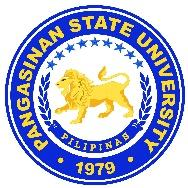 PANGASINAN STATE UNIVERSITY
PILIPINAS
• 1979 •